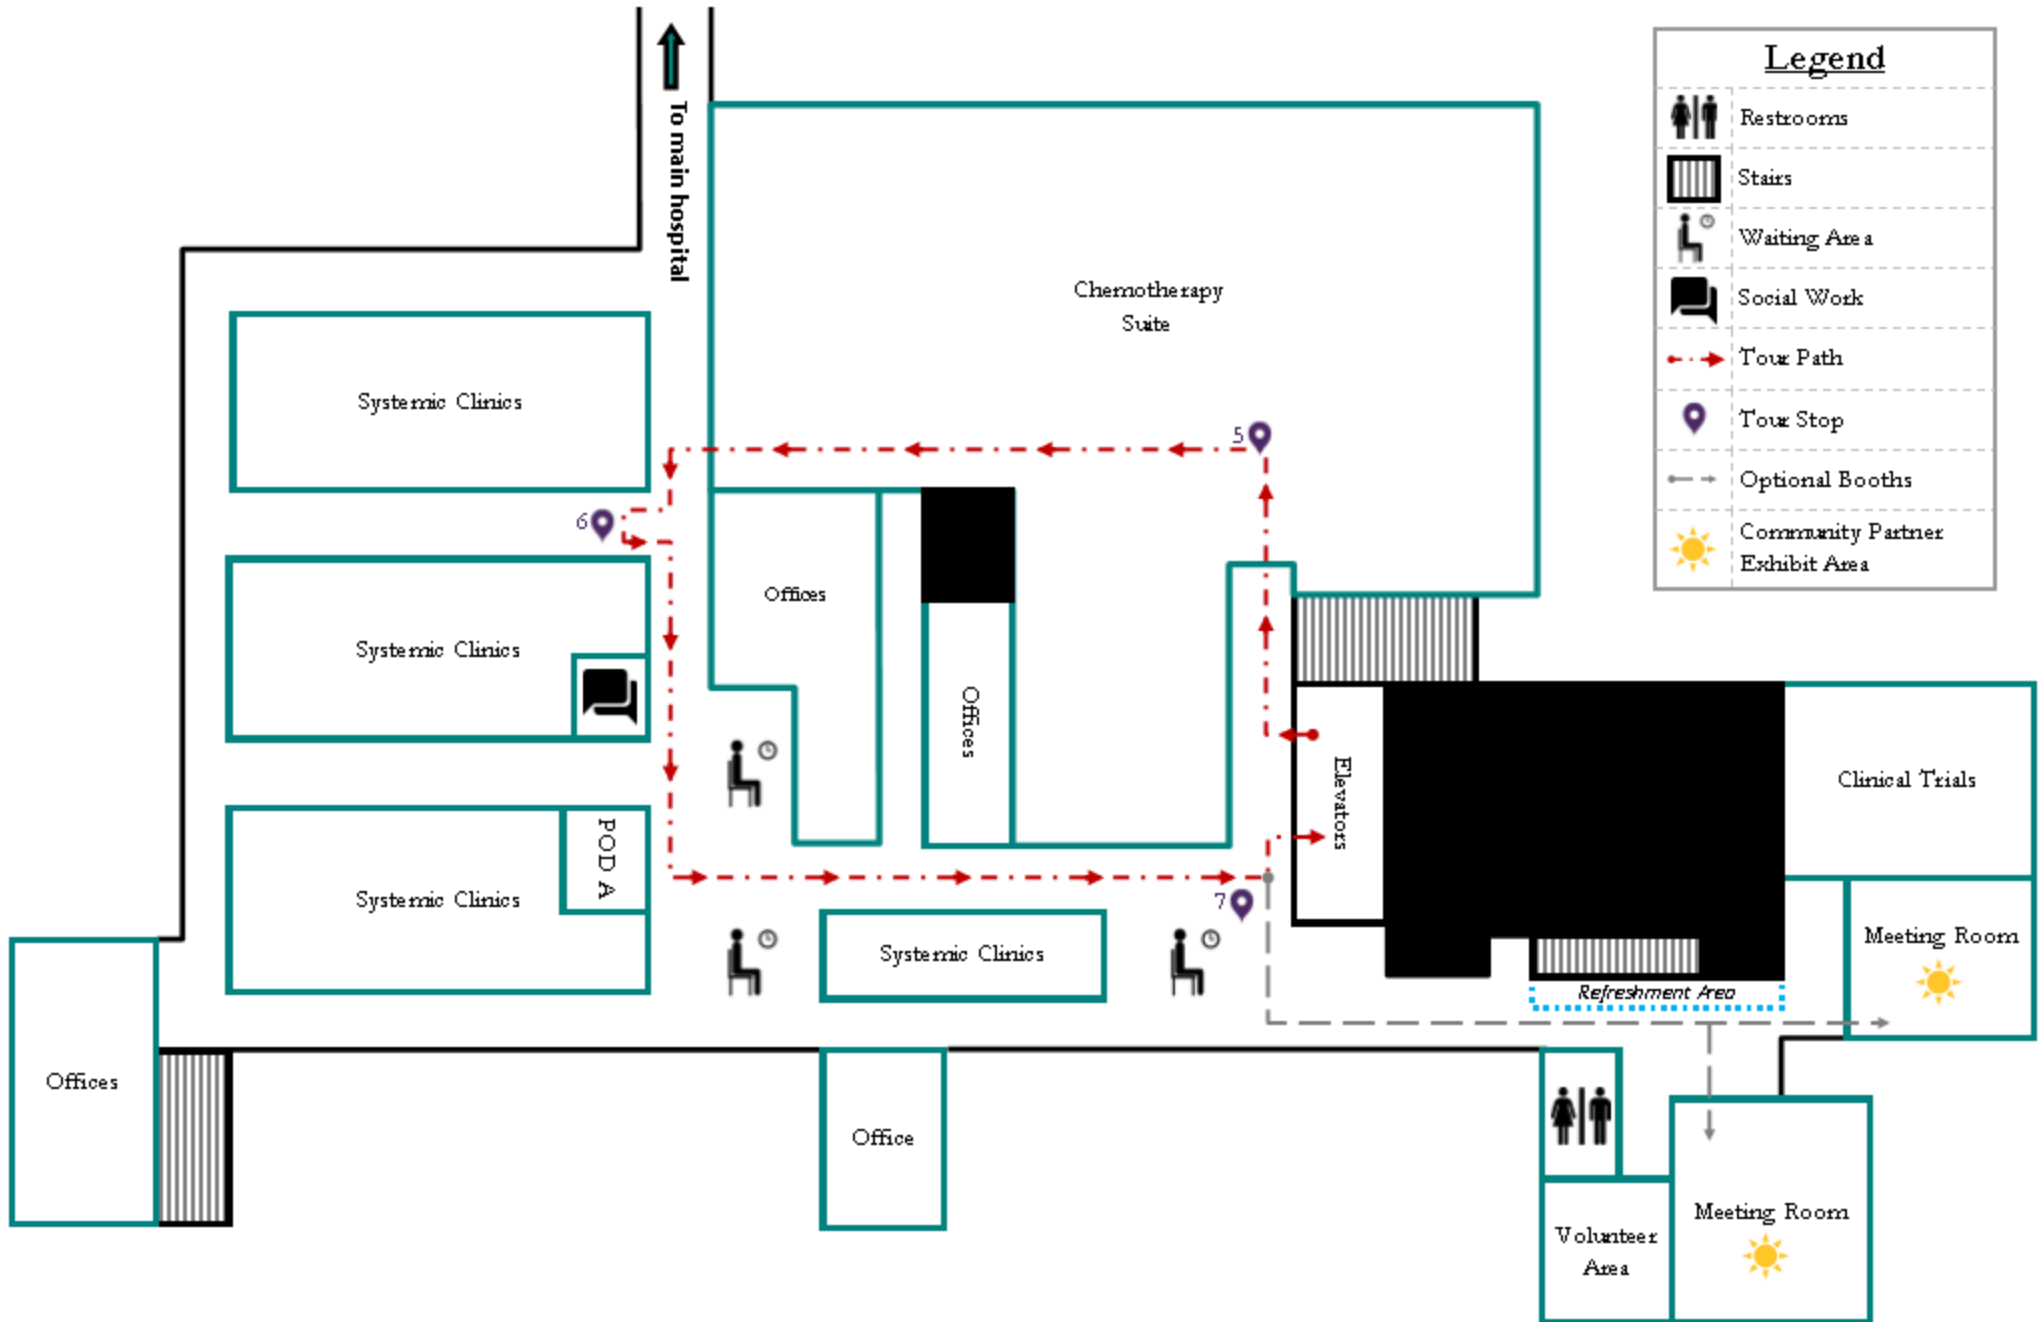 To main hospital
Legend
Restrooms
Stairs
Waiting Area
Social Work
Tour Path
Tour Stop
Optional Booths
Community Partner
Exhibit Area
Chemotherapy
Suite
Systemic Clinics
5
6
Offices
Systemic Clinics
Offices
Elevators
Clinical Trials
POD A
Systemic Clinics
7
Systemic Clinics
Meeting Room
Refreshment Area
Offices
Office
Meeting Room
Volunteer
Area